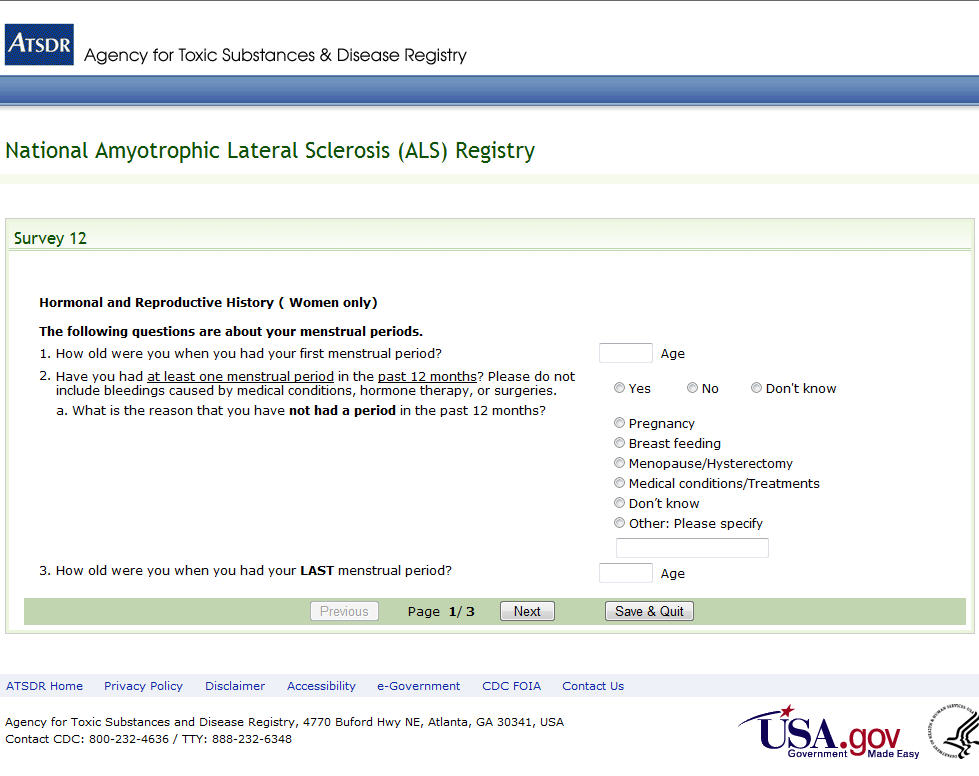 ATSDR Agency for Toxic Substances & Disease Registry
National Amyotrophic Lateral Sclerosis (ALS) Registry
Survey 12
Hormonal and Reproductive History ( Women only)
The following questions are about your menstrual periods.
1. How old were you when you had your first menstrual period? Age
2. Have you had at least one menstrual period in the past 12 months? Please do not
include bleedings caused by medical conditions, hormone therapy, or surgeries.
Yes No Don't know
a. What is the reason that you have not had a period in the past 12 months?
Pregnancy
Breast feeding
Menopause/Hysterectomy
Medical conditions/Treatments
Don't know
Other: Please specify
3. How old were you when you had your LAST menstrual period? Age
Previous Page 1/ 3 Next Save & Quit
ATSDR Home Privacy Policy Disclaimer Accessibility e-Government CDC FOIA Contact Us
Agency for Toxic Substances and Disease Registry, 4770 Buford Hwy NE, Atlanta, GA 30341, USA
Contact CDC: 800-232-4636 / TTY: 888-232-6348
USA.gov
Government Made Easy